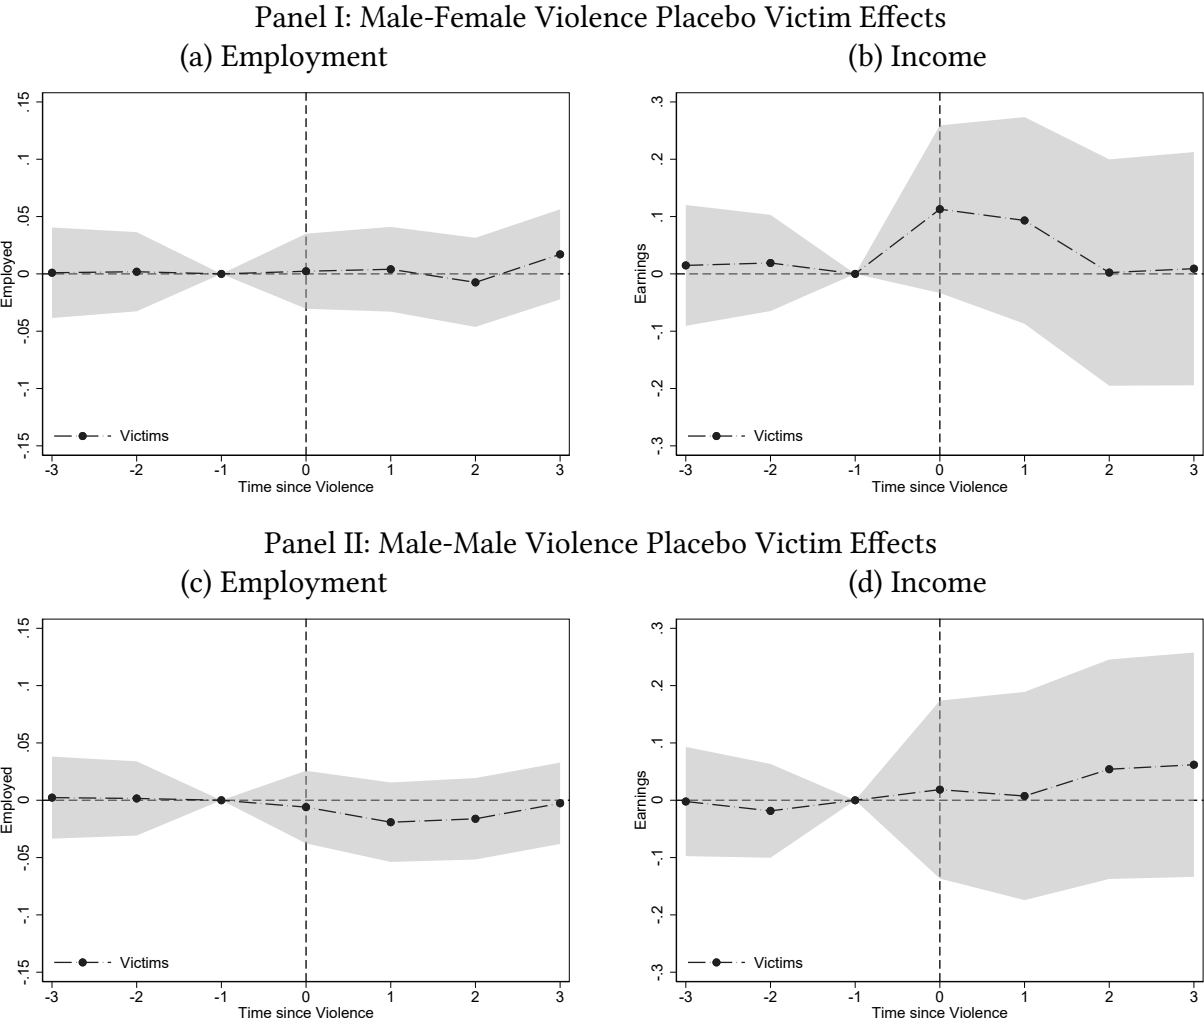 Panel I: Male-Female Violence Placebo Victim Effects
(a) Employment
(b) Income
Employed
.15
.1
.05
0
-.05
-.1
-.15
Victims
-3 -2 -1 0 1 2 3
Time since Violence
Earnings
.3
.2
.1
0
-.1
-.2
-.3
Victims
-3 -2 -1 0 1 2 3
Time since Violence
Panel II: Male-Male Violence Placebo Victim Effects
(c) Employment
(d) Income
Employed
.15
.1
.05
0
-.05
-.1
-.15
Victims
-3 -2 -1 0 1 2 3
Time since Violence
Earnings
.3
.2
.1
0
-.1
-.2
-.3
Victims
-3 -2 -1 0 1 2 3
Time since Violence